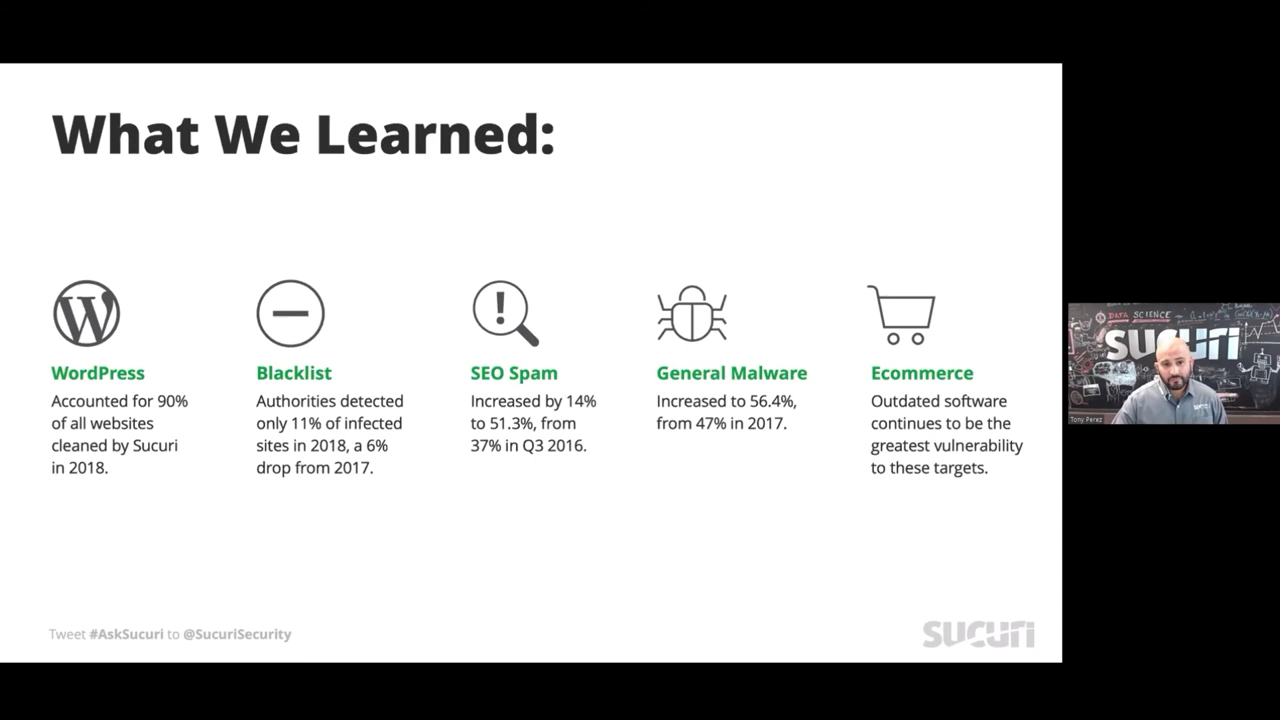 What We Learned:
WordPress
Accounted for 90%
of all websites
cleaned by Sucuri
in 2018.
Blacklist
Authorities detected
only 11% of infected
sites in 2018, a 6%
drop from 2017.
SEO Spam
Increased by 14%
to 51.3%, from
37% in Q3 2016.
General Malware
Increased to 56.4%,
from 47% in 2017.
Ecommerce
Outdated software
continues to be the
greatest vulnerability
to these targets.
Tweet #AskSucuri to @SucuriSecurity
sucuri
DATA SCIENCE
sucuri
Tony Perez